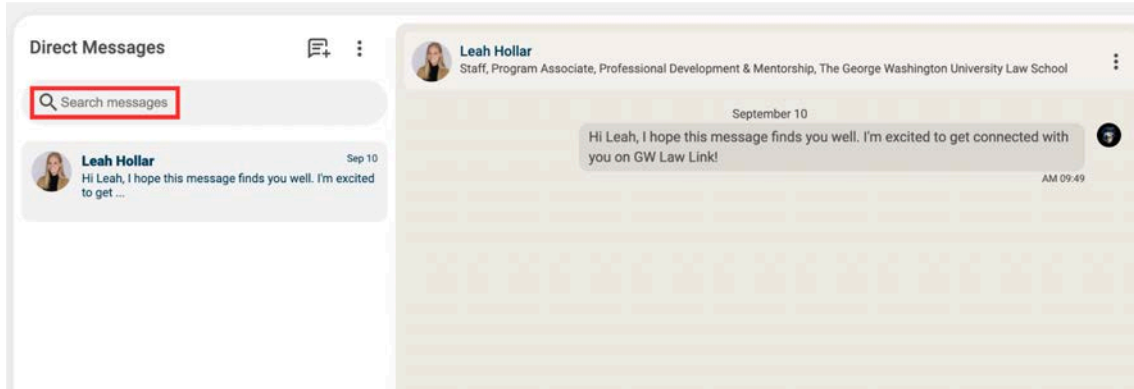 Direct Messages
Search messages
Leah Hollar
Sep 10
Hi Leah, I hope this message finds you well. I'm excited
to get ...
Leah Hollar
Staff, Program Associate, Professional Development & Mentorship, The George Washington University Law School
September 10
Hi Leah, I hope this message finds you well. I'm excited to get connected with
you on GW Law Link!
AM 09:49